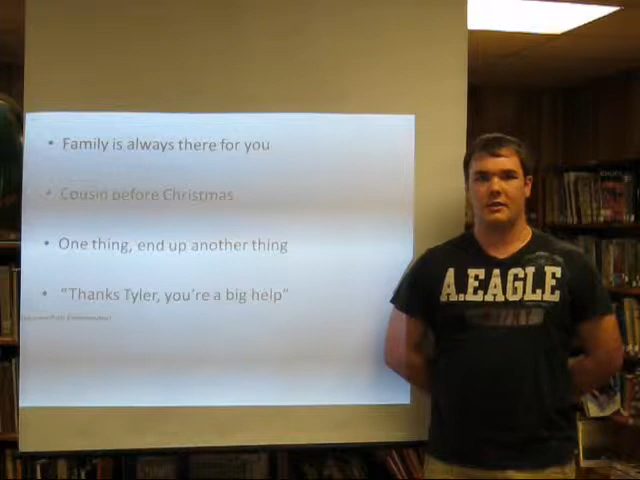 • Family is always there for you
• Cousin before Christmas
• One thing, end up another thing
• "Thanks Tyler, you're a big help"
A.EAGLE